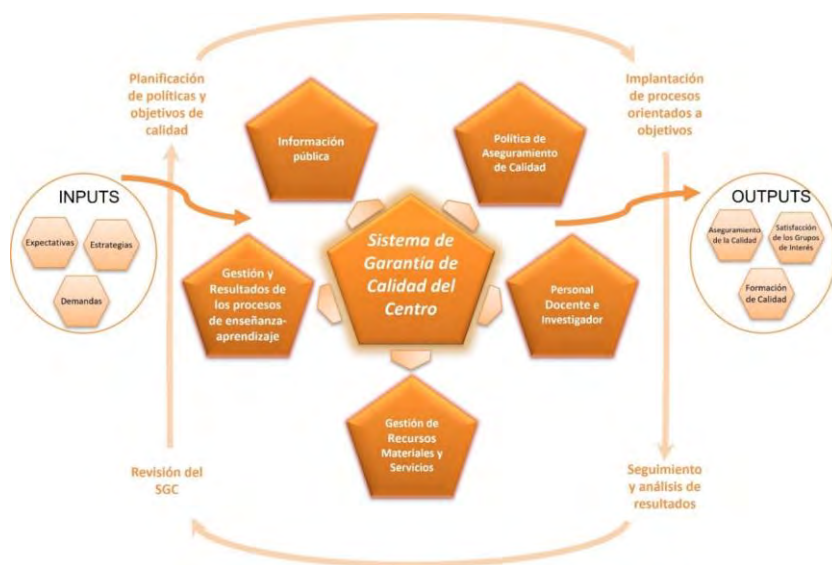 Planificación
de políticas y
objetivos de
calidad
Implantación
de procesos
orientados a
objetivos
Información
pública
Política de
Aseguramiento
de Calidad
INPUTS
Expectativas
Estrategias
Demandas
Sistema de
Garantía de
Calidad del
Centro
OUTPUTS
Aseguramiento
de la Calidad
Satisfacción
de los Grupos
de Interés
Formación
de Calidad
Gestión y
Resultados de
los procesos
de enseñanza-
aprendizaje
Personal
Docente e
Investigador
Gestión de
Recursos
Materiales y
Servicios
Revisión del
SGC
Seguimiento
y análisis de
resultados